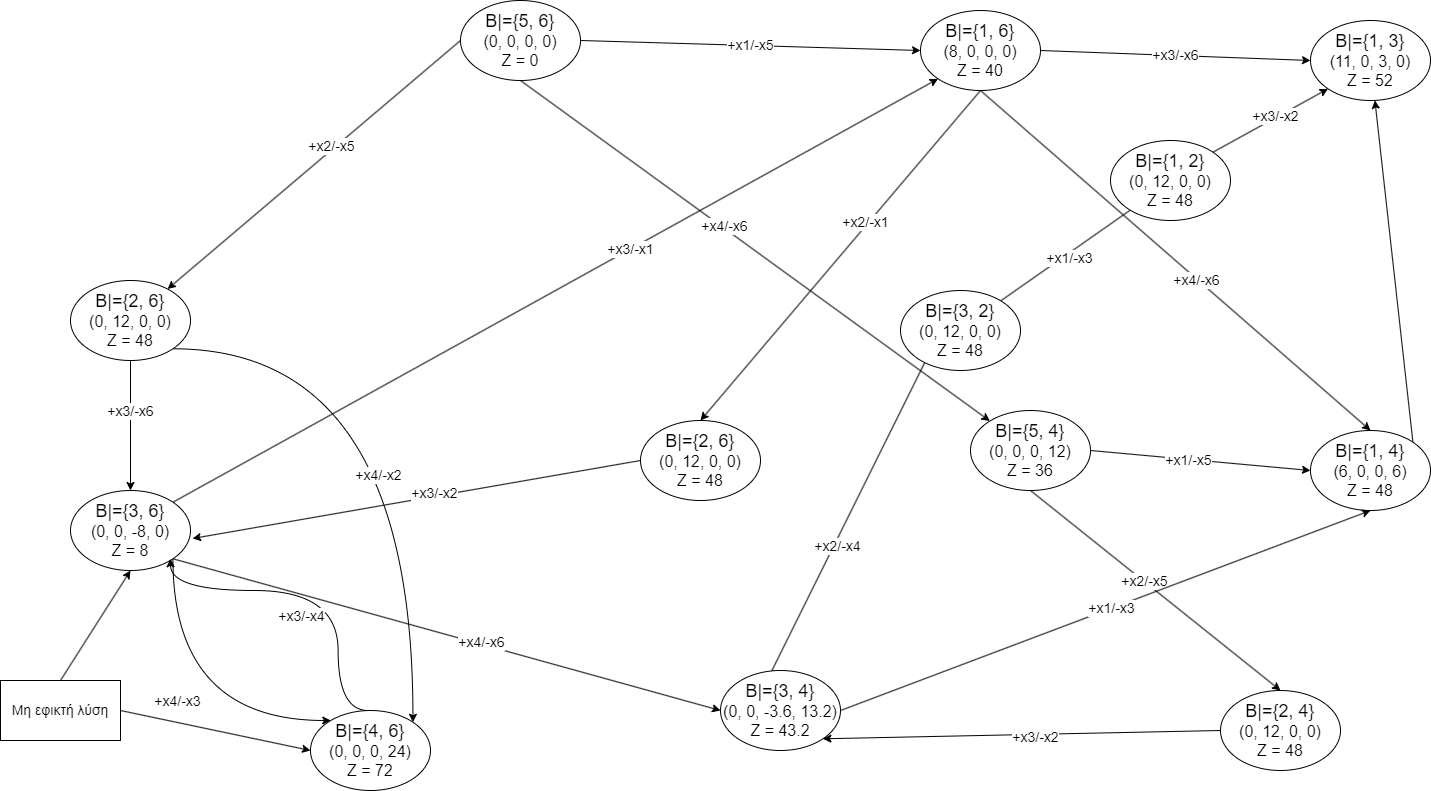 B|={5, 6}
(0, 0, 0, 0)
Z = 0
B|={1, 6}
(8, 0, 0, 0)
Z = 40
B|={1, 3}
(11, 0, 3, 0)
Z = 52
+x1/-x5
+x3/-x6
+x3/-x2
+x2/-x5
B|={1, 2}
(0, 12, 0, 0)
Z = 48
+x2/-x1
+x4/-x6
+x3/-x1
+x1/-x3
+x4/-x6
B|={2, 6}
(0, 12, 0, 0)
Z = 48
B|={3, 2}
(0, 12, 0, 0)
Z = 48
+x3/-x6
B|={2, 6}
(0, 12, 0, 0)
Z = 48
B|={5, 4}
(0, 0, 0, 12)
Z = 36
+x1/-x5
B|={1, 4}
(6, 0, 0, 6)
Z = 48
+x4/-x2
+x3/-x2
B|={3, 6}
(0, 0, -8, 0)
Z = 8
+x2/-x4
+x2/-x5
+x1/-x3
+x3/-x4
+x4/-x6
Μη εφικτή λύση
+x4/-x3
B|={3, 4}
(0, 0, -3.6, 13.2)
Z = 43.2
B|={2, 4}
(0, 12, 0, 0)
Z = 48
+x3/-x2
B|={4, 6}
(0, 0, 0, 24)
Z = 72